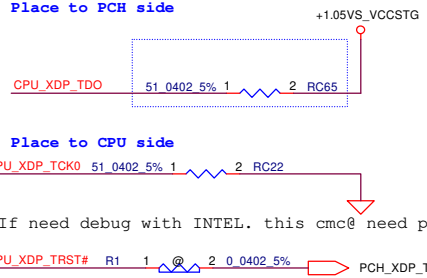 Place to PCH side
+1.05VS_VCCSTG
CPU_XDP_TDO 51_0402_5% 1 2 RC65
Place to CPU side
PU_XDP_TCK0 51_0402_5% 1 2 RC22
If need debug with INTEL. this cmc@ need p
PU_XDP_TRST# R1 1 @ 2 0_0402_5% PCH_XDP_T